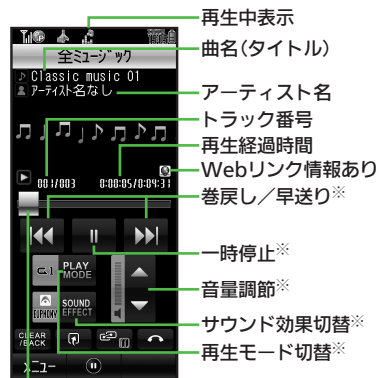 再生中表示
全ミュージック
曲名(タイトル)
Classic music 01
アーティスト名なし
アーティスト名
トラック番号
再生経過時間
Webリンク情報あり
001/003 0:00:05/0:04:31
巻戻し／早送り※
一時停止※
PLAY MODE
音量調節※
SOUND EFFECT
サウンド効果切替※
CLEAR /BACK
再生モード切替※
メニュー